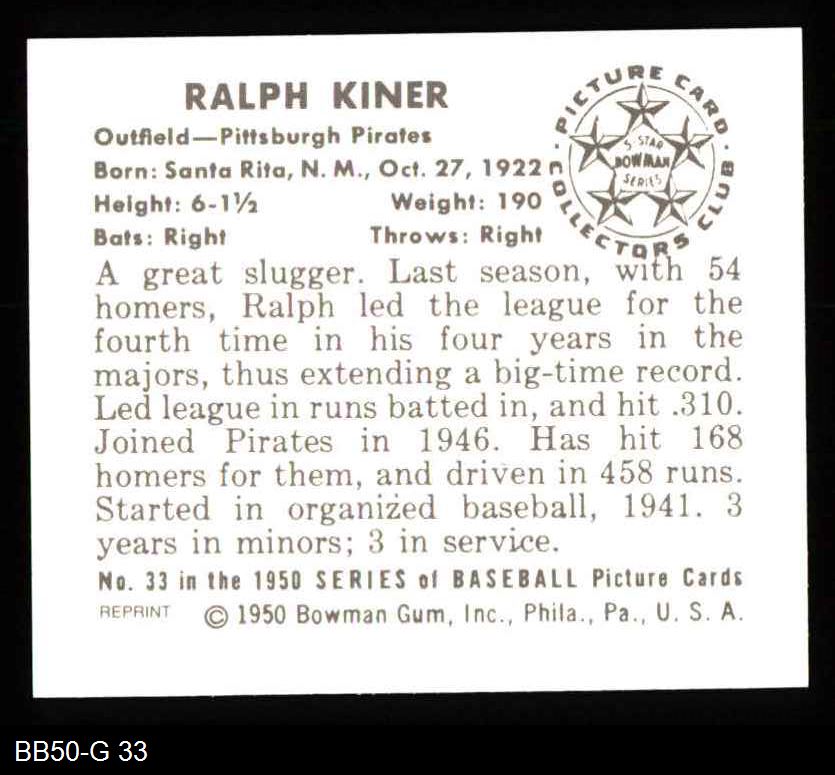 RALPH KINER
Outfield—Pittsburgh Pirates
Born: Santa Rita, N. M., Oct. 27, 1922
Height: 6-1½ Weight: 190
Bats: Right Throws: Right
PICTURE CARD
COLLECTORS CLUB
5-STAR
BOWMAN
SERIES
A great slugger. Last season, with 54
homers, Ralph led the league for the
fourth time in his four years in the
majors, thus extending a big-time record.
Led league in runs batted in, and hit .310.
Joined Pirates in 1946. Has hit 168
homers for them, and driven in 458 runs.
Started in organized baseball, 1941. 3
years in minors; 3 in service.
No. 33 in the 1950 SERIES of BASEBALL Picture Cards
REPRINT © 1950 Bowman Gum, Inc., Phila., Pa., U. S. A.
BB50-G 33